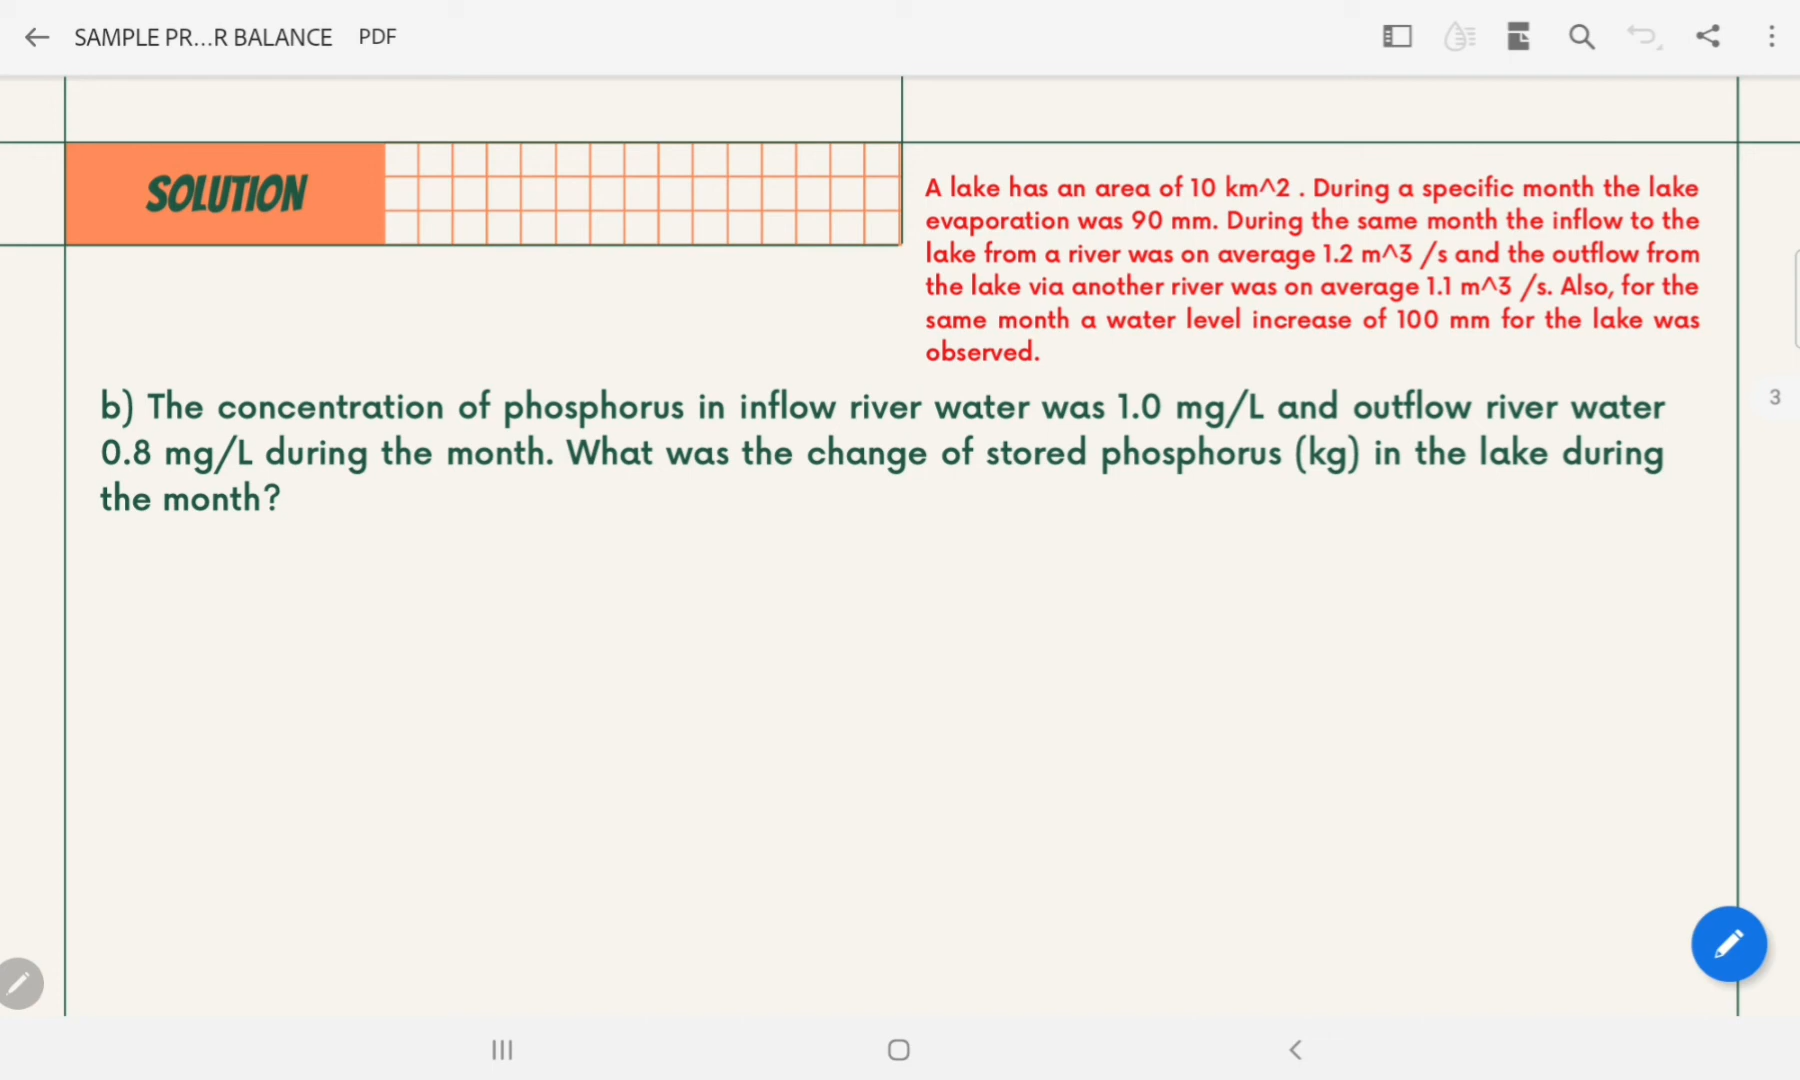 SAMPLE PR...R BALANCE PDF
SOLUTION
A lake has an area of 10 km^2 . During a specific month the lake
evaporation was 90 mm. During the same month the inflow to the
lake from a river was on average 1.2 m^3 /s and the outflow from
the lake via another river was on average 1.1 m^3 /s. Also, for the
same month a water level increase of 100 mm for the lake was
observed.
b) The concentration of phosphorus in inflow river water was 1.0 mg/L and outflow river water
0.8 mg/L during the month. What was the change of stored phosphorus (kg) in the lake during
the month?
3